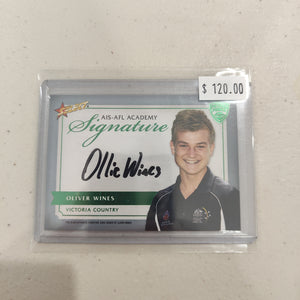 $ 120.00
AIS-AFL ACADEMY
Signature
Ollie Wines
OLIVER WINES
VICTORIA COUNTRY